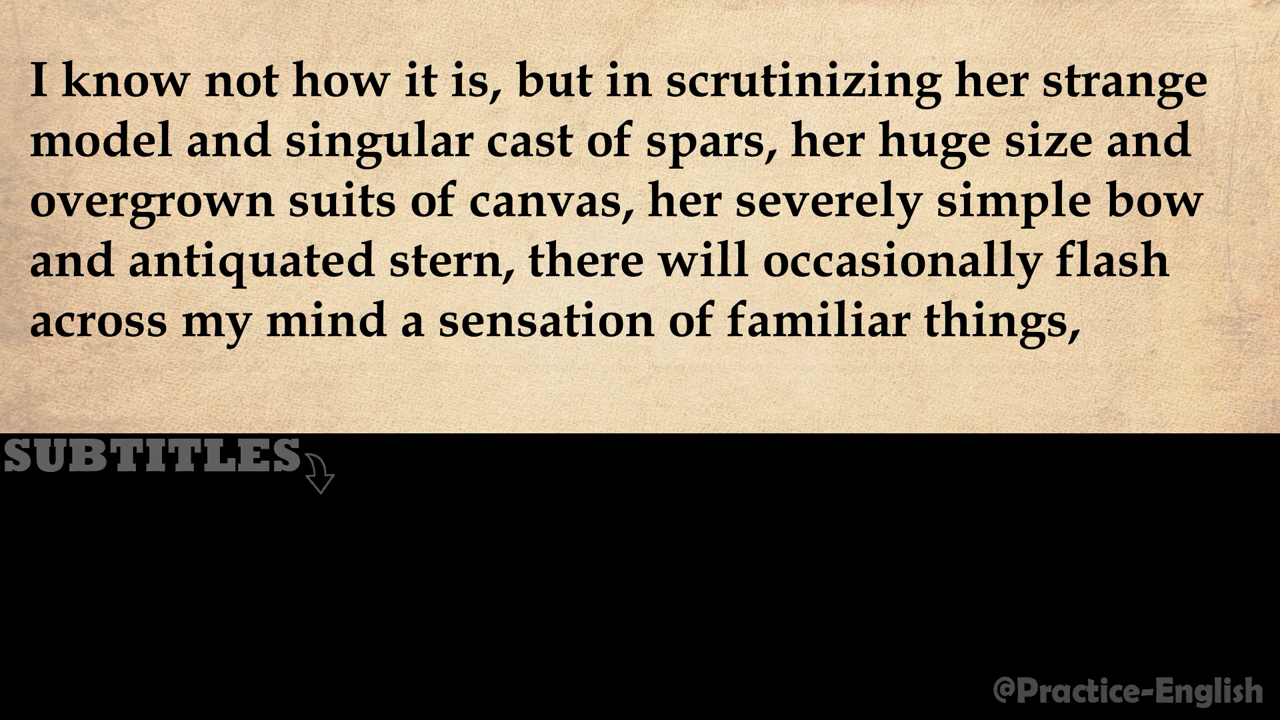 I know not how it is, but in scrutinizing her strange
model and singular cast of spars, her huge size and
overgrown suits of canvas, her severely simple bow
and antiquated stern, there will occasionally flash
across my mind a sensation of familiar things,
SUBTITLES
@Practice-English